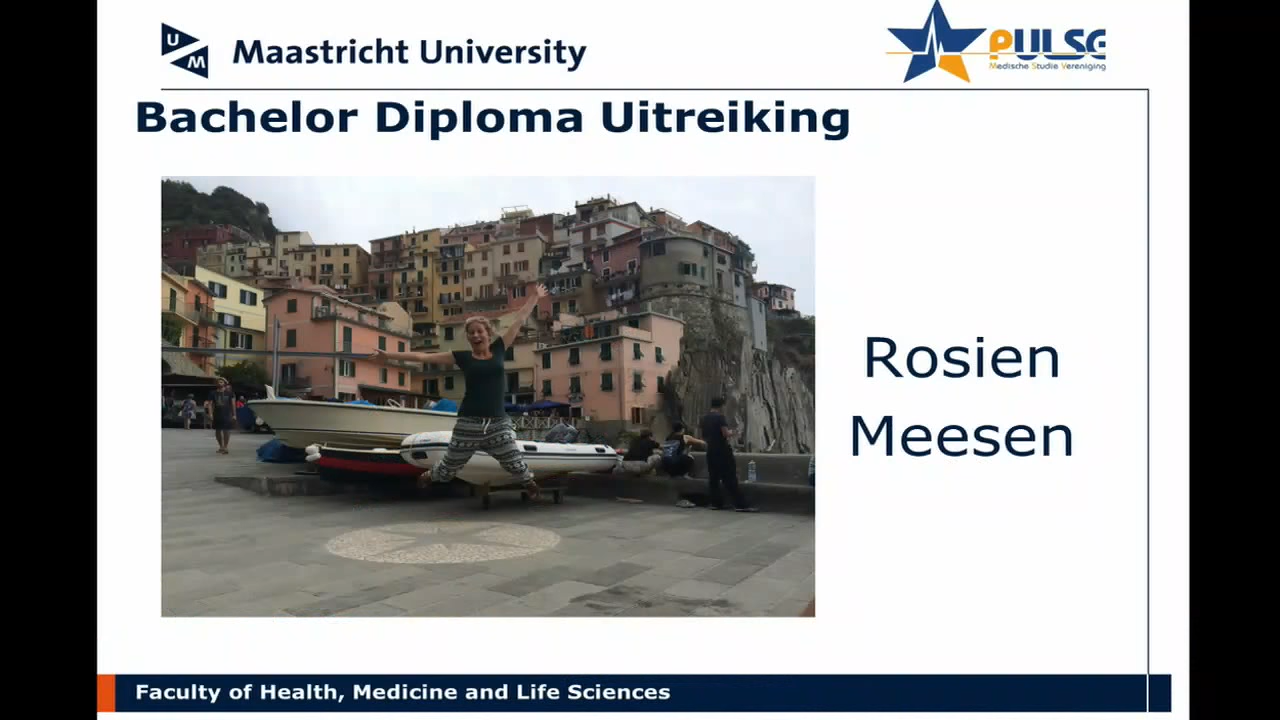 U
M
Maastricht University
PULSE
Medische Studie Vereniging
Bachelor Diploma Uitreiking
Rosien
Meesen
Faculty of Health, Medicine and Life Sciences